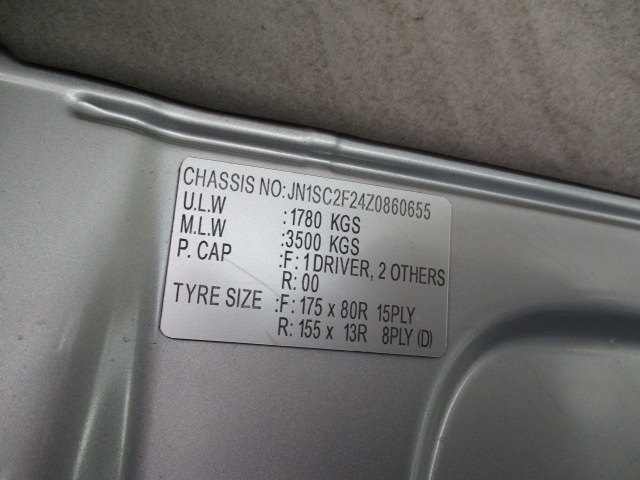 CHASSIS NO:JN1SC2F24Z0860655
U.L.W :1780 KGS
M.L.W :3500 KGS
P. CAP :F: 1 DRIVER, 2 OTHERS
R: 00
TYRE SIZE :F: 175 x 80R 15PLY
R: 155 x 13R 8PLY (D)